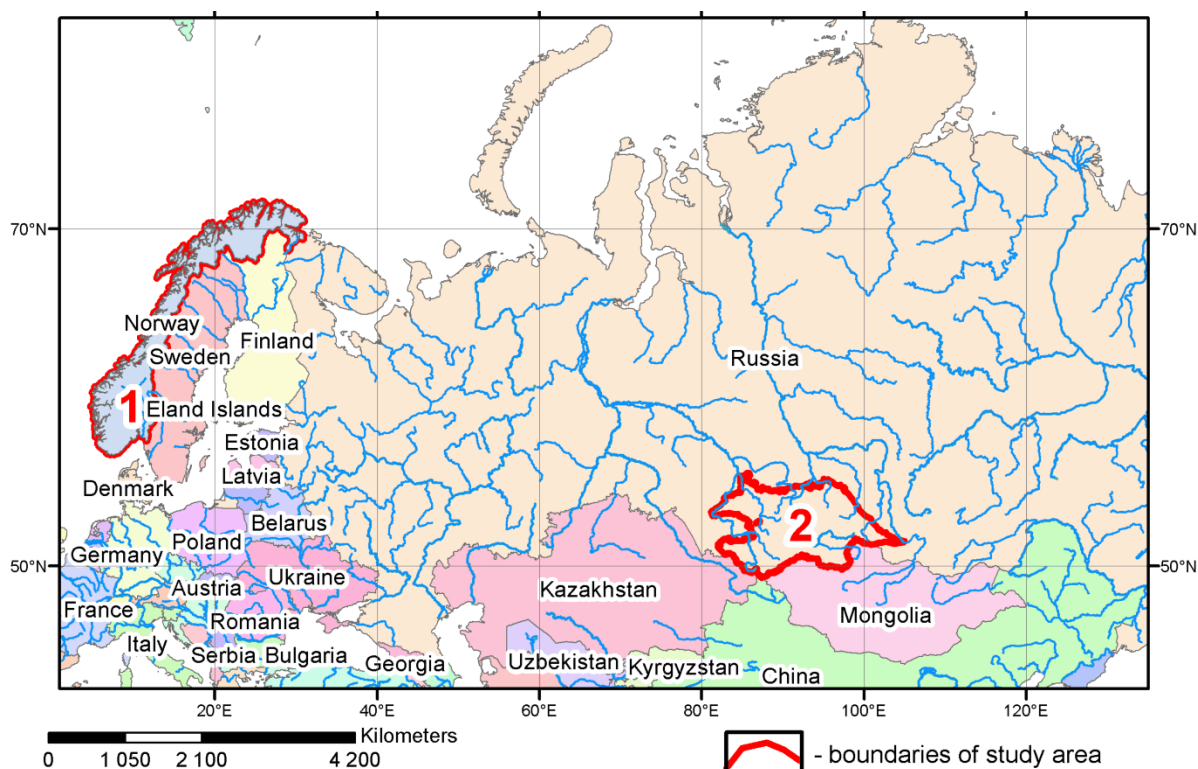 70°N
70°N
Norway
Finland
Sweden
Russia
1
Eland Islands
Estonia
Latvia
Denmark
Belarus
2
Poland
Germany
50°N
50°N
Ukraine
Austria
Kazakhstan
France
Mongolia
Romania
Italy
Serbia
Bulgaria
Georgia
Uzbekistan
Kyrgyzstan
China
20°E
40°E
60°E
80°E
100°E
120°E
Kilometers
0
1 050
2 100
4 200
- boundaries of study area